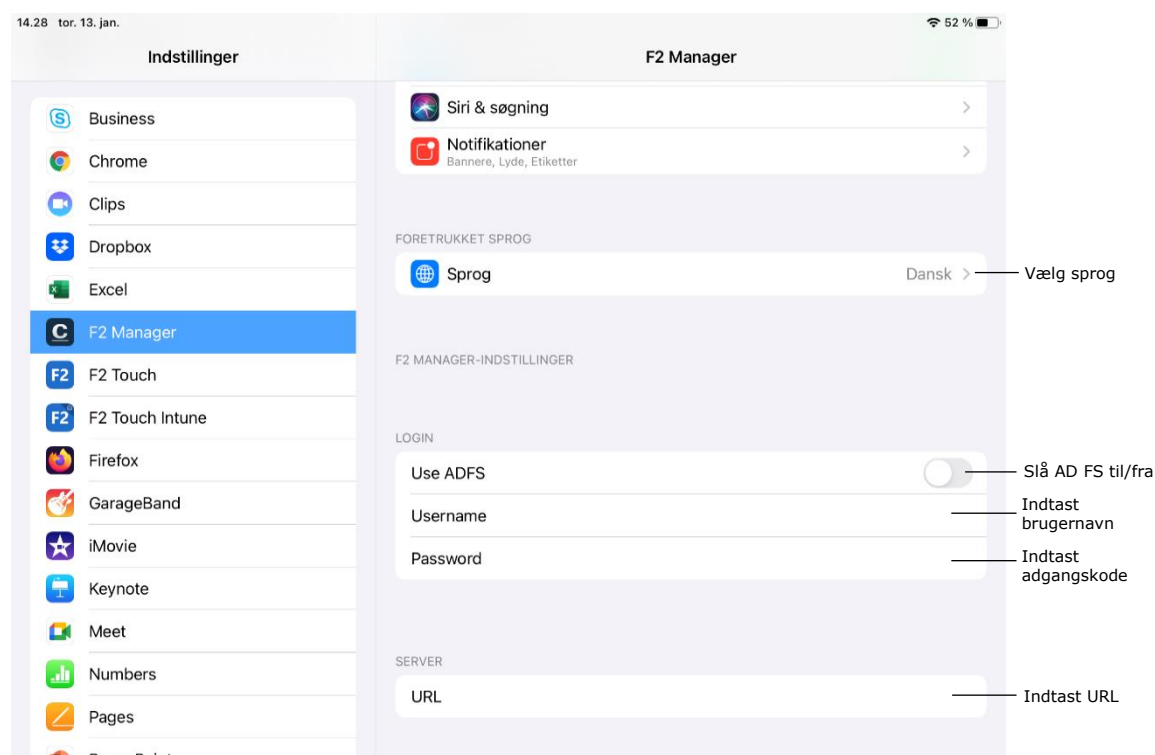 14.28 tor. 13. jan.
52 %
Indstillinger
F2 Manager
Business
Chrome
Clips
Dropbox
Excel
F2 Manager
F2 Touch
F2 Touch Intune
Firefox
GarageBand
iMovie
Keynote
Meet
Numbers
Pages
Siri & søgning
Notifikationer
Bannere, Lyde, Etiketter
FORETRUKKET SPROG
Sprog Dansk
Vælg sprog
F2 MANAGER-INDSTILLINGER
LOGIN
Use ADFS
Slå AD FS til/fra
Username
Indtast
brugernavn
Password
Indtast
adgangskode
SERVER
URL
Indtast URL